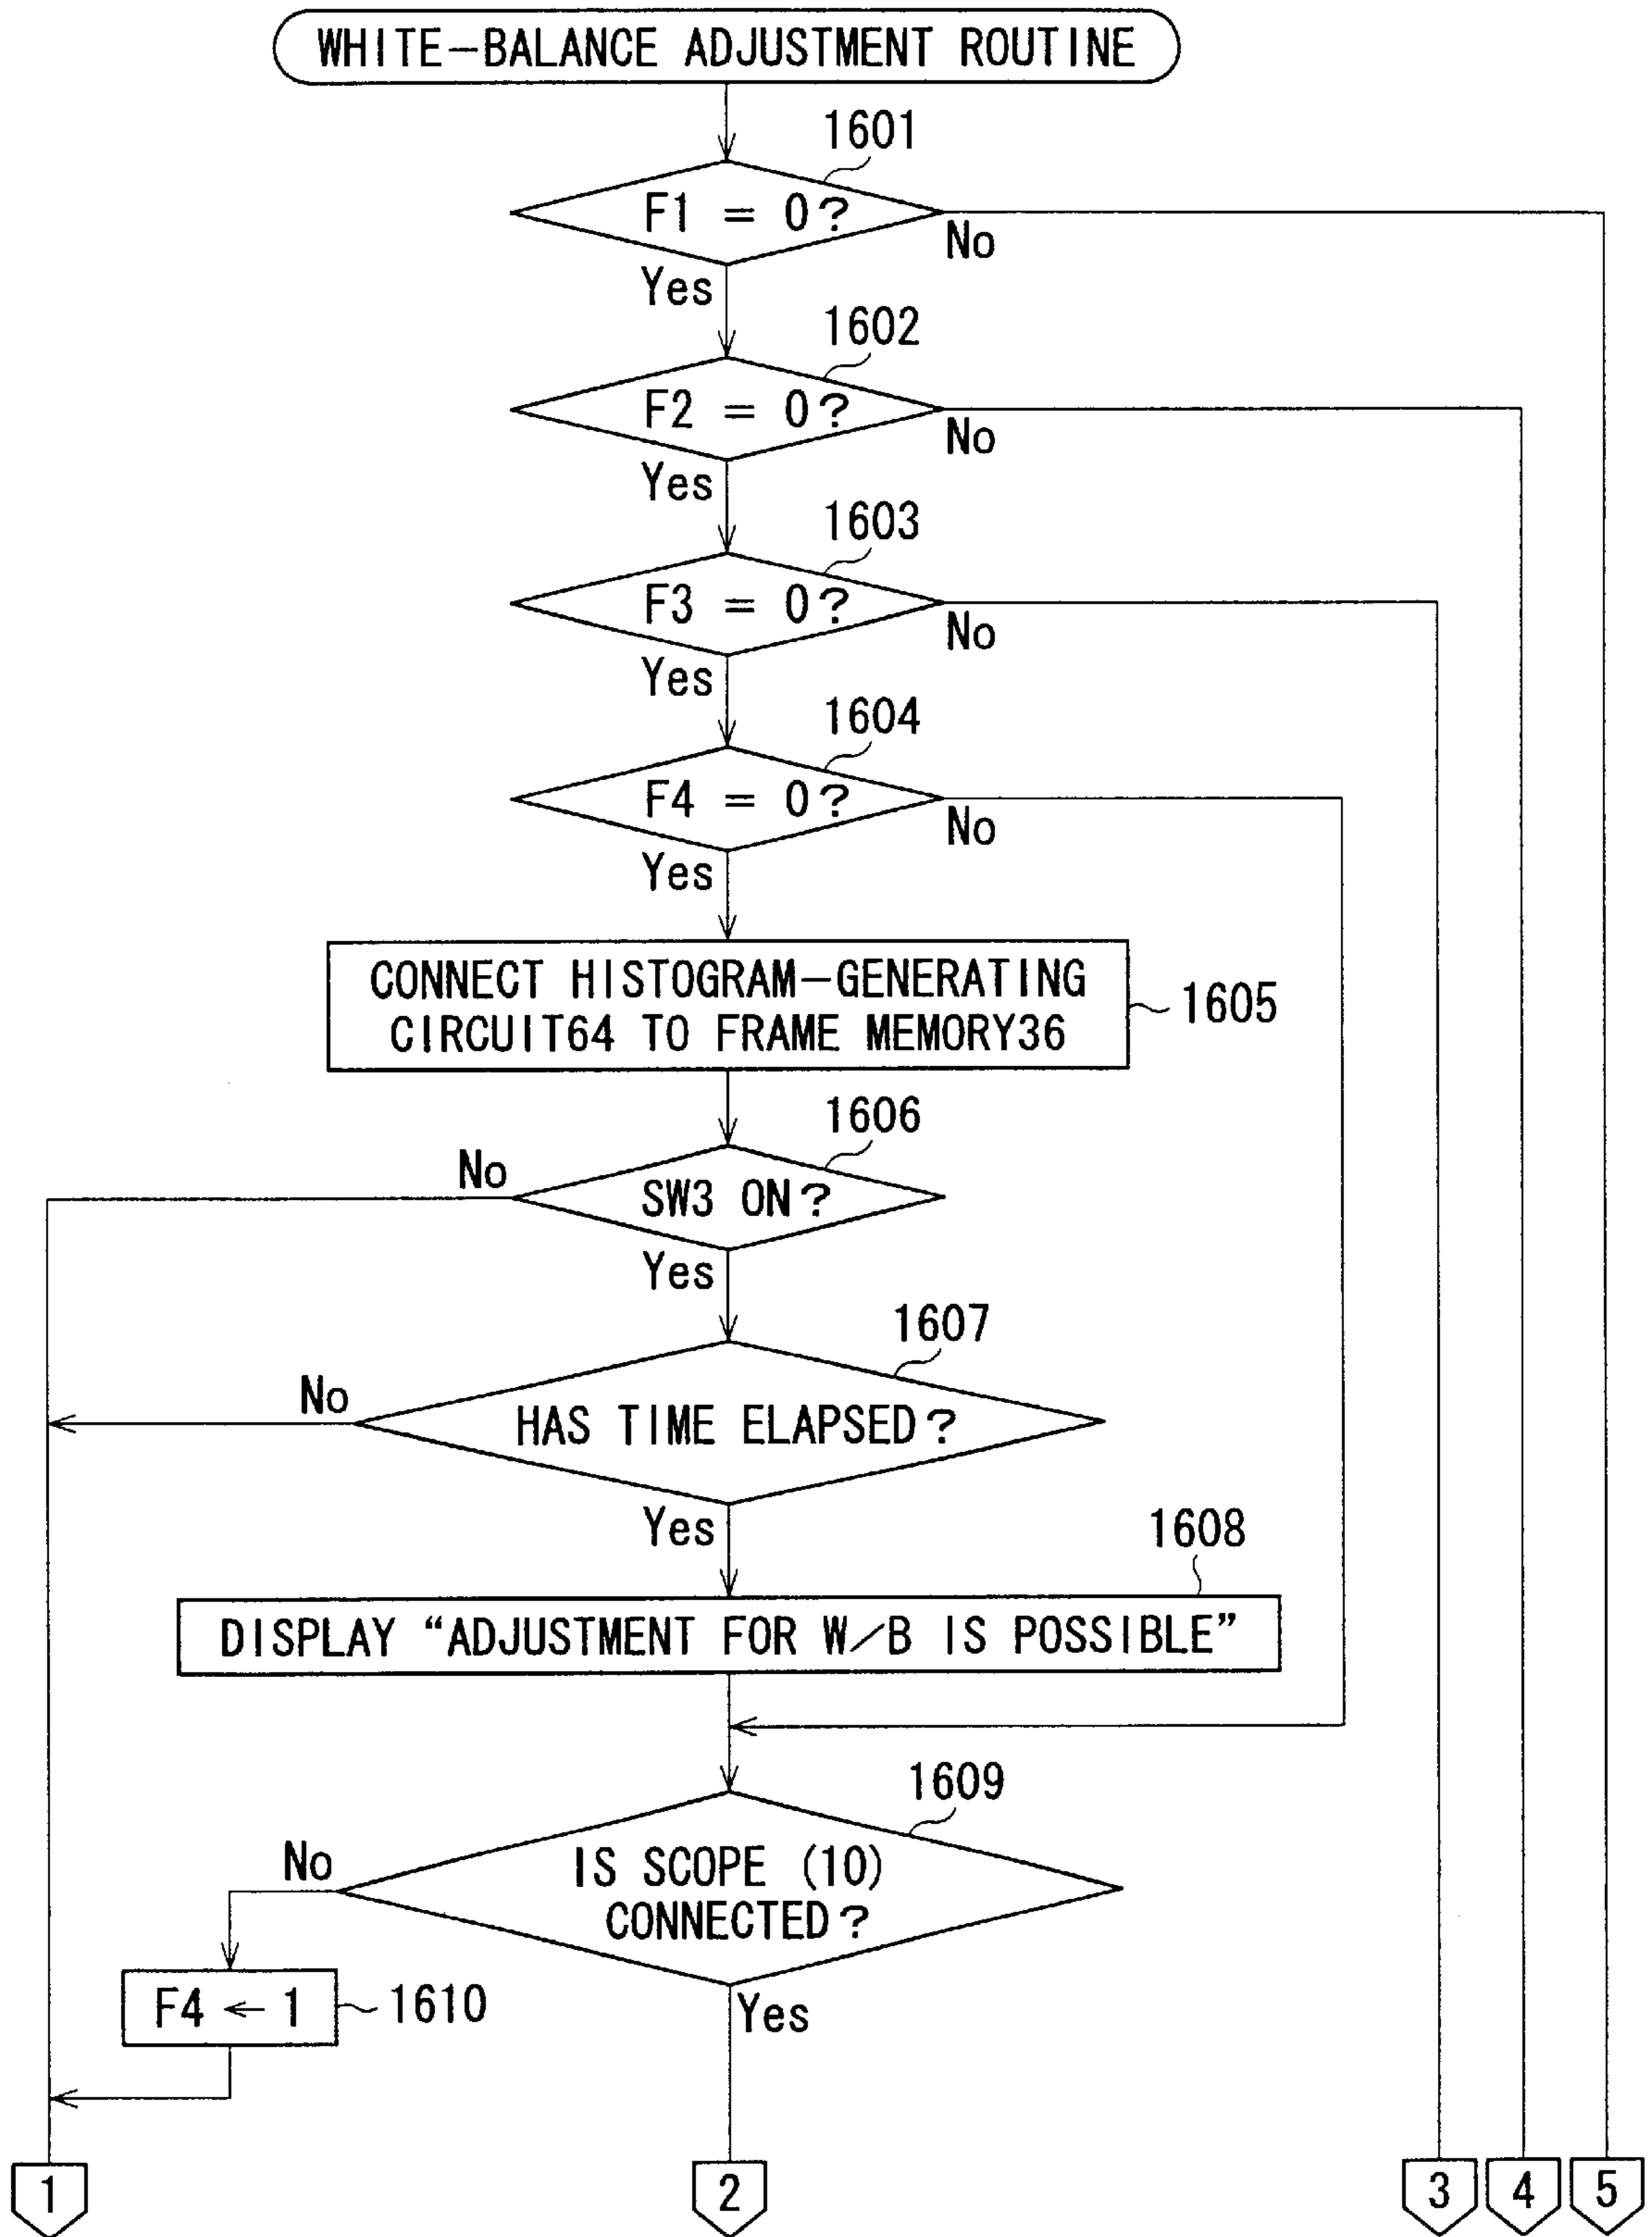 WHITE-BALANCE ADJUSTMENT ROUTINE
1601
F1 = 0?
No
Yes
1602
F2 = 0?
No
Yes
1603
F3 = 0?
No
Yes
1604
F4 = 0?
No
Yes
CONNECT HISTOGRAM-GENERATING
CIRCUIT64 TO FRAME MEMORY36
1605
1606
No
SW3 ON?
Yes
1607
No
HAS TIME ELAPSED?
Yes
1608
DISPLAY “ADJUSTMENT FOR W/B IS POSSIBLE”
1609
No
IS SCOPE (10)
CONNECTED?
F4 ← 1
1610
Yes
1
2
3
4
5